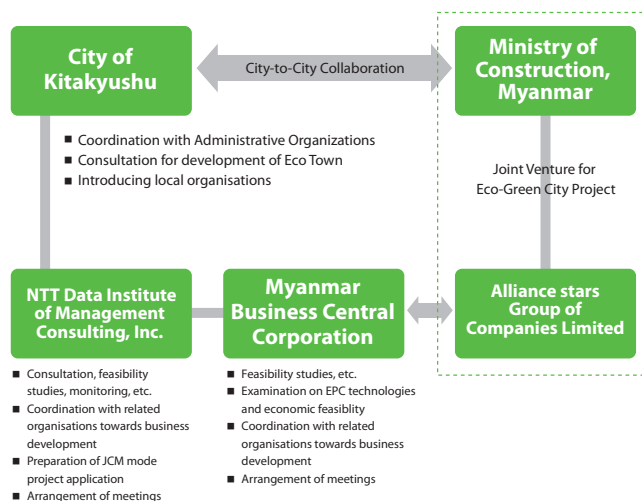 City of
Kitakyushu
City-to-City Collaboration
Ministry of
Construction,
Myanmar
■ Coordination with Administrative Organizations
■ Consultation for development of Eco Town
■ Introducing local organisations
Joint Venture for
Eco-Green City Project
NTT Data Institute
of Management
Consulting, Inc.
Myanmar
Business Central
Corporation
Alliance stars
Group of
Companies Limited
■ Consultation, feasibility
studies, monitoring, etc.
■ Coordination with related
organisations towards business
development
■ Preparation of JCM mode
project application
■ Arrangement of meetings
■ Feasibility studies, etc.
■ Examination on EPC technologies
and economic feasiblity
■ Coordination with related
organisations towards business
development
■ Arrangement of meetings